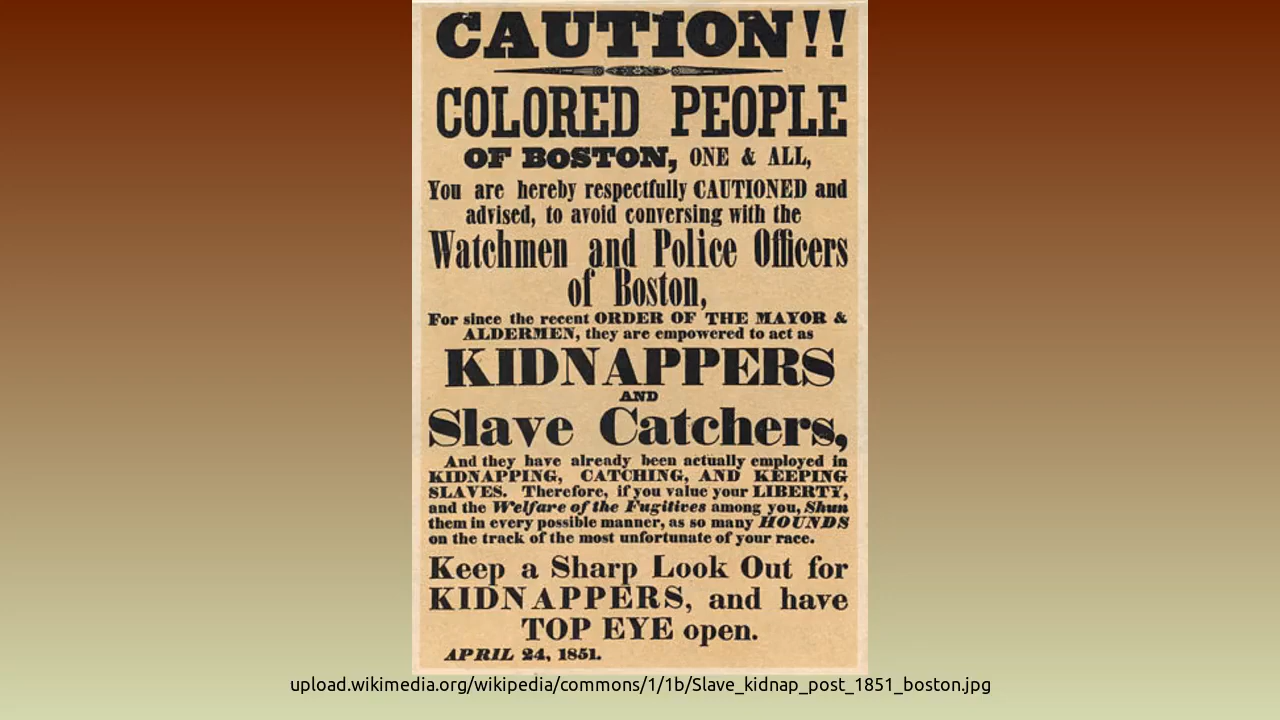 CAUTION!!
COLORED PEOPLE
OF BOSTON, ONE & ALL,
You are hereby respectfully CAUTIONED and
advised, to avoid conversing with the
Watchmen and Police Officers
of Boston,
For since the recent ORDER OF THE MAYOR &
ALDERMEN, they are empowered to act as
KIDNAPPERS
AND
Slave Catchers,
And they have already been actually employed in
KIDNAPPING, CATCHING, AND KEEPING
SLAVES. Therefore, if you value your LIBERTY,
and the Welfare of the Fugitives among you, Shun
them in every possible manner, as so many HOUNDS
on the track of the most unfortunate of your race.
Keep a Sharp Look Out for
KIDNAPPERS, and have
TOP EYE open.
APRIL 24, 1851.
upload.wikimedia.org/wikipedia/commons/1/1b/Slave_kidnap_post_1851_boston.jpg